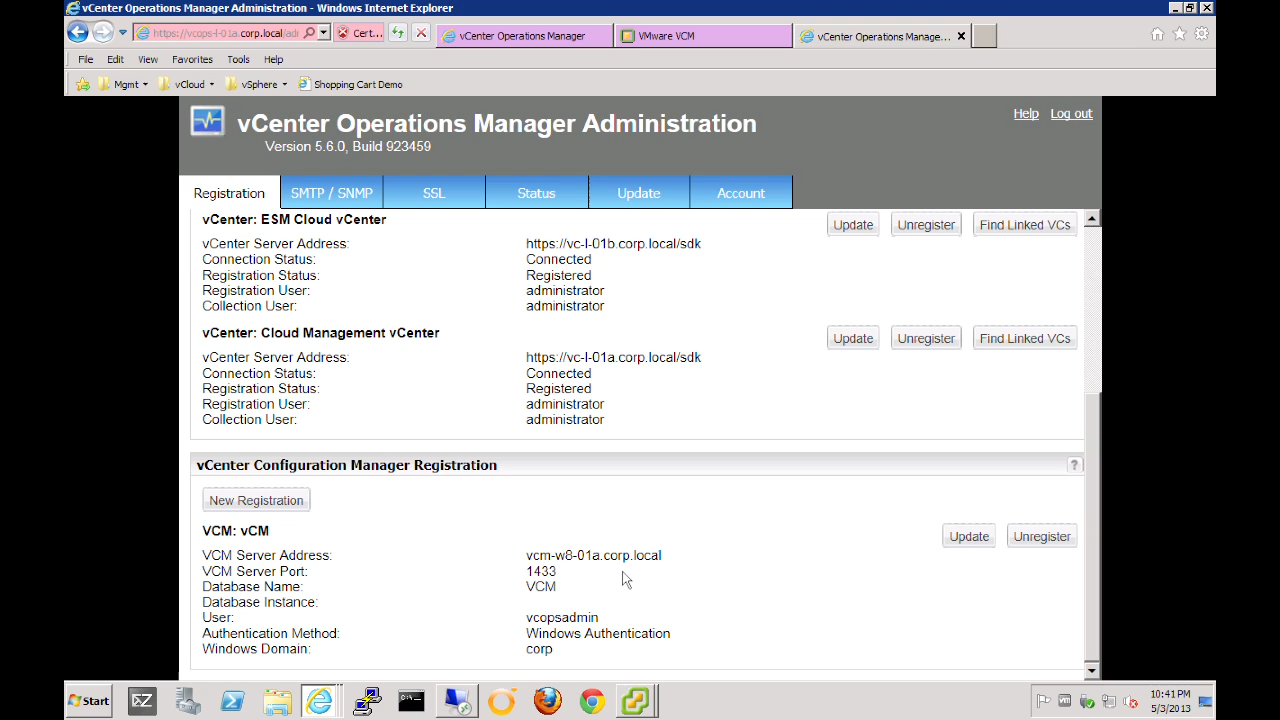 vCenter Operations Manager Administration - Windows Internet Explorer
https://vcops-l-01a.corp.local/adi
Cert...
vCenter Operations Manager
VMware VCM
vCenter Operations Manage...
File Edit View Favorites Tools Help
Mgmt vCloud vSphere Shopping Cart Demo
vCenter Operations Manager Administration
Version 5.6.0, Build 923459
Help Log out
Registration SMTP / SNMP SSL Status Update Account
vCenter: ESM Cloud vCenter
Update Unregister Find Linked VCs
vCenter Server Address: https://vc-l-01b.corp.local/sdk
Connection Status: Connected
Registration Status: Registered
Registration User: administrator
Collection User: administrator
vCenter: Cloud Management vCenter
Update Unregister Find Linked VCs
vCenter Server Address: https://vc-l-01a.corp.local/sdk
Connection Status: Connected
Registration Status: Registered
Registration User: administrator
Collection User: administrator
vCenter Configuration Manager Registration ?
New Registration
VCM: vCM
Update Unregister
VCM Server Address: vcm-w8-01a.corp.local
VCM Server Port: 1433
Database Name: VCM
Database Instance:
User: vcopsadmin
Authentication Method: Windows Authentication
Windows Domain: corp
Start
10:41 PM
5/3/2013